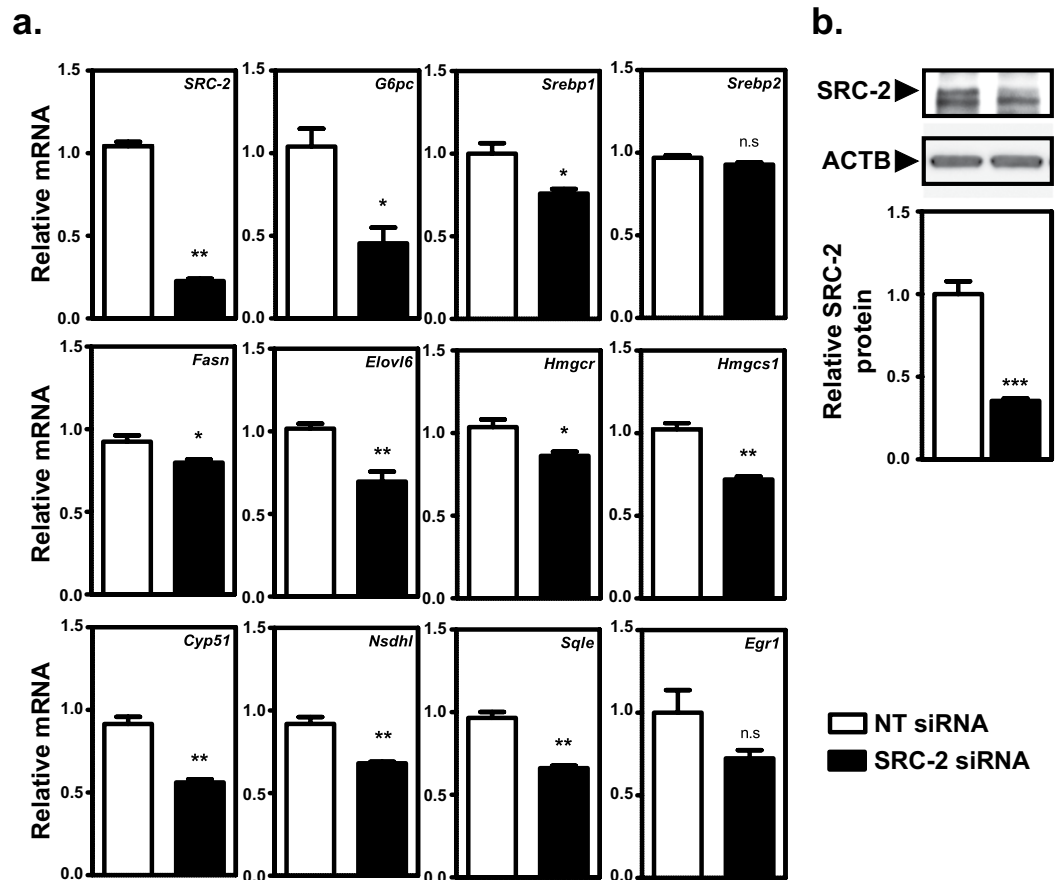 a.
Relative mRNA
1.5
1.0
0.5
0.0
SRC-2
**
1.5
1.0
0.5
0.0
G6pc
*
1.5
1.0
0.5
0.0
Srebp1
*
1.5
1.0
0.5
0.0
Srebp2
n.s
Relative mRNA
1.5
1.0
0.5
0.0
Fasn
*
1.5
1.0
0.5
0.0
Elovl6
**
1.5
1.0
0.5
0.0
Hmgcr
*
1.5
1.0
0.5
0.0
Hmgcs1
**
Relative mRNA
1.5
1.0
0.5
0.0
Cyp51
**
1.5
1.0
0.5
0.0
Nsdhl
**
1.5
1.0
0.5
0.0
Sqle
**
1.5
1.0
0.5
0.0
Egr1
n.s
b.
SRC-2
ACTB
Relative SRC-2
protein
1.5
1.0
0.5
0.0
***
NT siRNA
SRC-2 siRNA